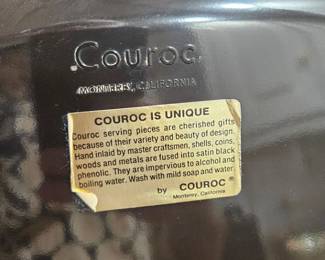 Couroc
MONTEREY, CALIFORNIA
COUROC IS UNIQUE
Couroc serving pieces are cherished gifts
because of their variety and beauty of design.
Hand inlaid by master craftsmen, shells, coins,
woods and metals are fused into satin black
phenolic. They are impervious to alcohol and
boiling water. Wash with mild soap and water
by COUROC®
Monterey, California